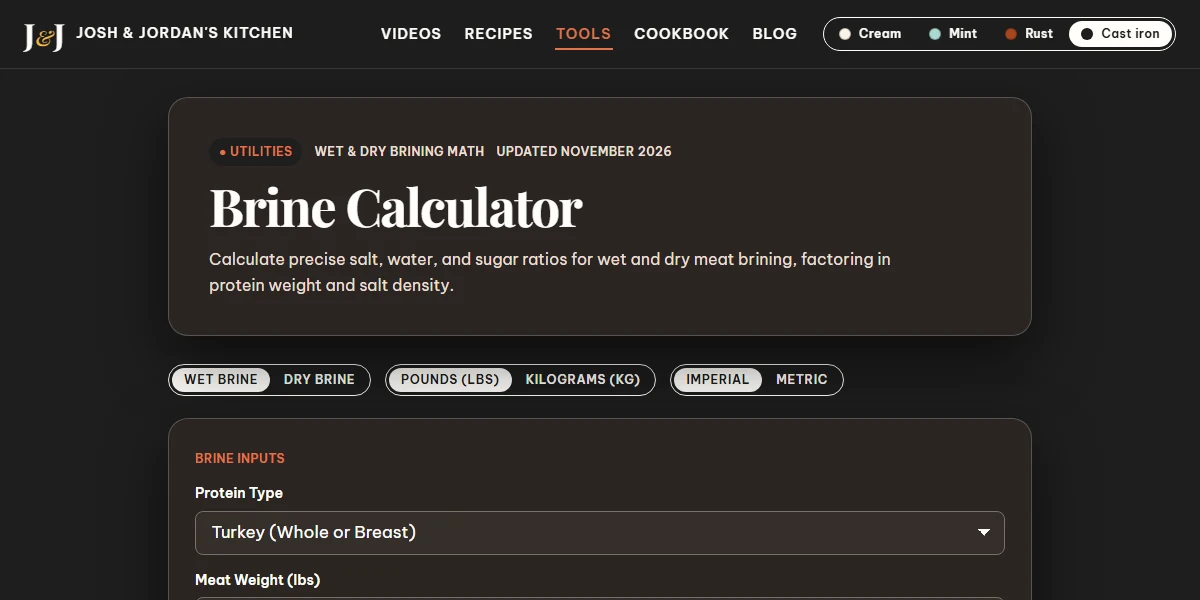 J&J JOSH & JORDAN'S KITCHEN
VIDEOS RECIPES TOOLS COOKBOOK BLOG
Cream Mint Rust Cast iron
• UTILITIES WET & DRY BRINING MATH UPDATED NOVEMBER 2026
Brine Calculator
Calculate precise salt, water, and sugar ratios for wet and dry meat brining, factoring in
protein weight and salt density.
WET BRINE DRY BRINE POUNDS (LBS) KILOGRAMS (KG) IMPERIAL METRIC
BRINE INPUTS
Protein Type
Turkey (Whole or Breast)
Meat Weight (lbs)